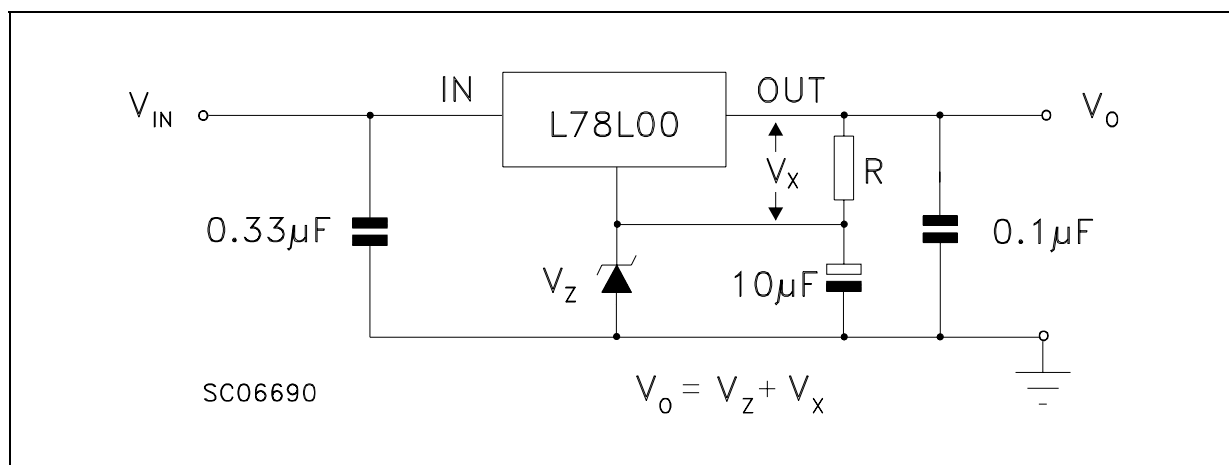 IN
OUT
V_IN
L78L00
V_O
V_X
R
0.33µF
0.1µF
V_Z
10µF
SC06690
V_O = V_Z + V_X